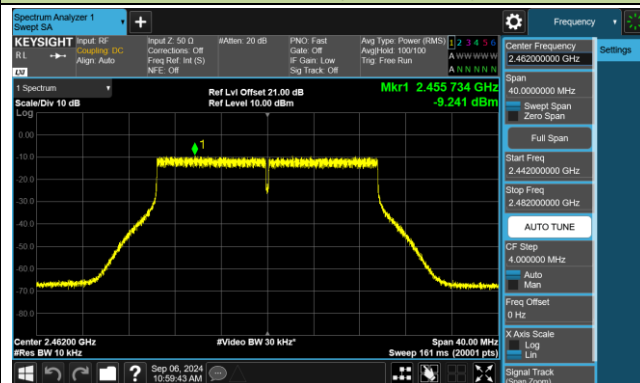 Spectrum Analyzer 1
Swept SA
Frequency
KEYSIGHT
Input: RF
Coupling: DC
Align: Auto
Input Z: 50 Ω
Corrections: Off
Freq Ref: Int (S)
NFE: Off
#Atten: 20 dB
PNO: Fast
Gate: Off
IF Gain: Low
Sig Track: Off
Avg Type: Power (RMS)
Avg|Hold: 100/100
Trig: Free Run
1 2 3 4 5 6
A W W W W W
A N N N N N
R L
LXI
1 Spectrum
Scale/Div 10 dB
Log
Ref Lvl Offset 21.00 dB
Ref Level 10.00 dBm
Mkr1 2.455 734 GHz
-9.241 dBm
1
0.00
-10.0
-20.0
-30.0
-40.0
-50.0
-60.0
-70.0
-80.0
Center 2.46200 GHz
#Res BW 10 kHz
#Video BW 30 kHz*
Span 40.00 MHz
Sweep 161 ms (20001 pts)
Center Frequency
2.462000000 GHz
Settings
Span
40.0000000 MHz
Swept Span
Zero Span
Full Span
Start Freq
2.442000000 GHz
Stop Freq
2.482000000 GHz
AUTO TUNE
CF Step
4.000000 MHz
Auto
Man
Freq Offset
0 Hz
X Axis Scale
Log
Lin
Signal Track
(Span Zoom)
Sep 06, 2024
10:59:43 AM